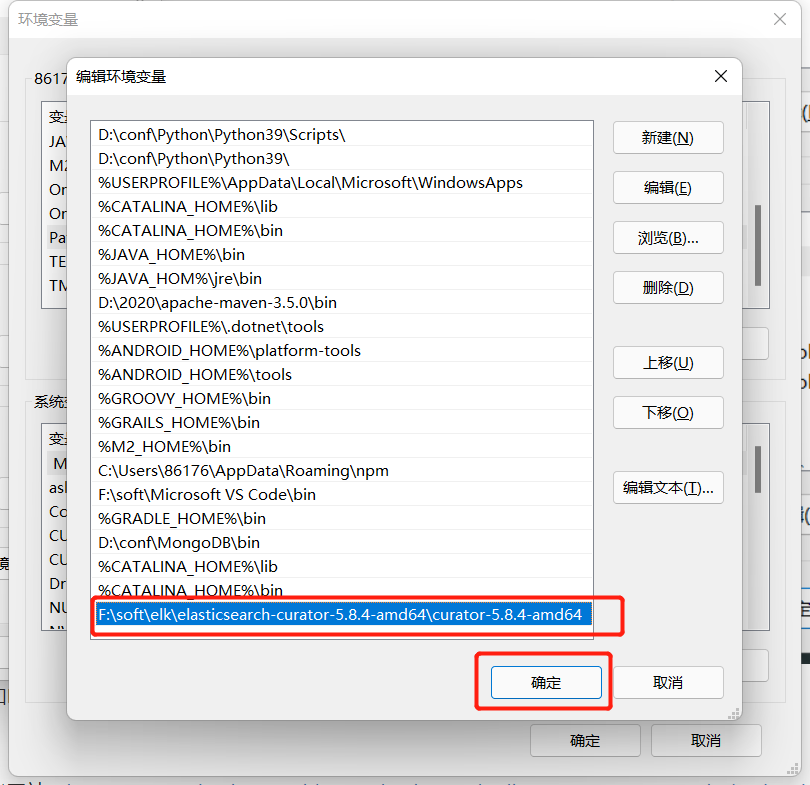 环境变量
编辑环境变量
8617
变
JA
M2
On
On
Pa
TE
TM
D:\conf\Python\Python39\Scripts\
D:\conf\Python\Python39\
%USERPROFILE%\AppData\Local\Microsoft\WindowsApps
%CATALINA_HOME%\lib
%CATALINA_HOME%\bin
%JAVA_HOME%\bin
%JAVA_HOM%\jre\bin
D:\2020\apache-maven-3.5.0\bin
%USERPROFILE%\.dotnet\tools
%ANDROID_HOME%\platform-tools
%ANDROID_HOME%\tools
%GROOVY_HOME%\bin
%GRAILS_HOME%\bin
%M2_HOME%\bin
C:\Users\86176\AppData\Roaming\npm
F:\soft\Microsoft VS Code\bin
%GRADLE_HOME%\bin
D:\conf\MongoDB\bin
%CATALINA_HOME%\lib
%CATALINA_HOME%\bin
F:\soft\elk\elasticsearch-curator-5.8.4-amd64\curator-5.8.4-amd64
新建(N)
编辑(E)
浏览(B)...
删除(D)
上移(U)
下移(O)
编辑文本(T)...
系统
变
M
asl
Co
CU
CU
Dr
NU
确定
取消
确定
取消